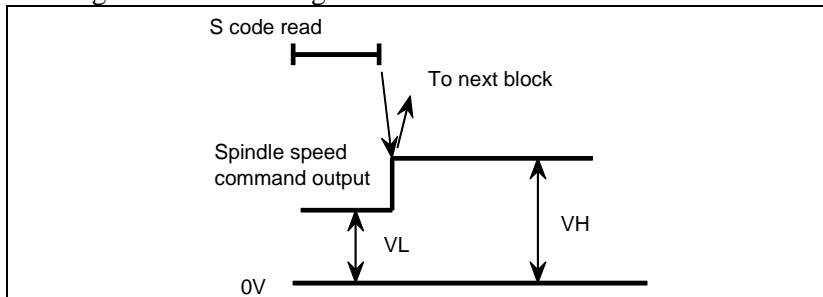 S code read
To next block
Spindle speed
command output
VL
VH
0V